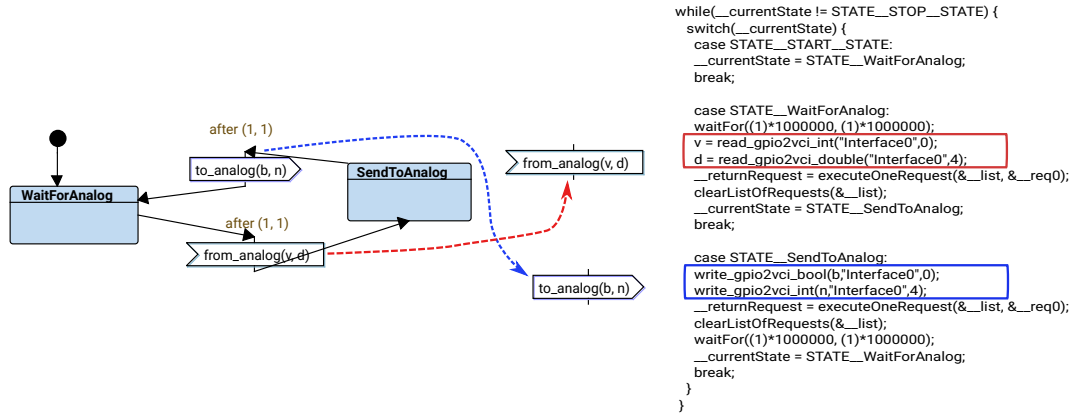 after (1, 1)
to_analog(b, n)
WaitForAnalog
SendToAnalog
after (1, 1)
from_analog(v, d)
from_analog(v, d)
to_analog(b, n)
while(__currentState != STATE__STOP__STATE) {
switch(__currentState) {
case STATE__START__STATE:
__currentState = STATE__WaitForAnalog;
break;
case STATE__WaitForAnalog:
waitFor((1)*1000000, (1)*1000000);
v = read_gpio2vci_int("Interface0",0);
d = read_gpio2vci_double("Interface0",4);
__returnRequest = executeOneRequest(&__list, &__req0);
clearListOfRequests(&__list);
__currentState = STATE__SendToAnalog;
break;
case STATE__SendToAnalog:
write_gpio2vci_bool(b,"Interface0",0);
write_gpio2vci_int(n,"Interface0",4);
__returnRequest = executeOneRequest(&__list, &__req0);
clearListOfRequests(&__list);
waitFor((1)*1000000, (1)*1000000);
__currentState = STATE__WaitForAnalog;
break;
}
}